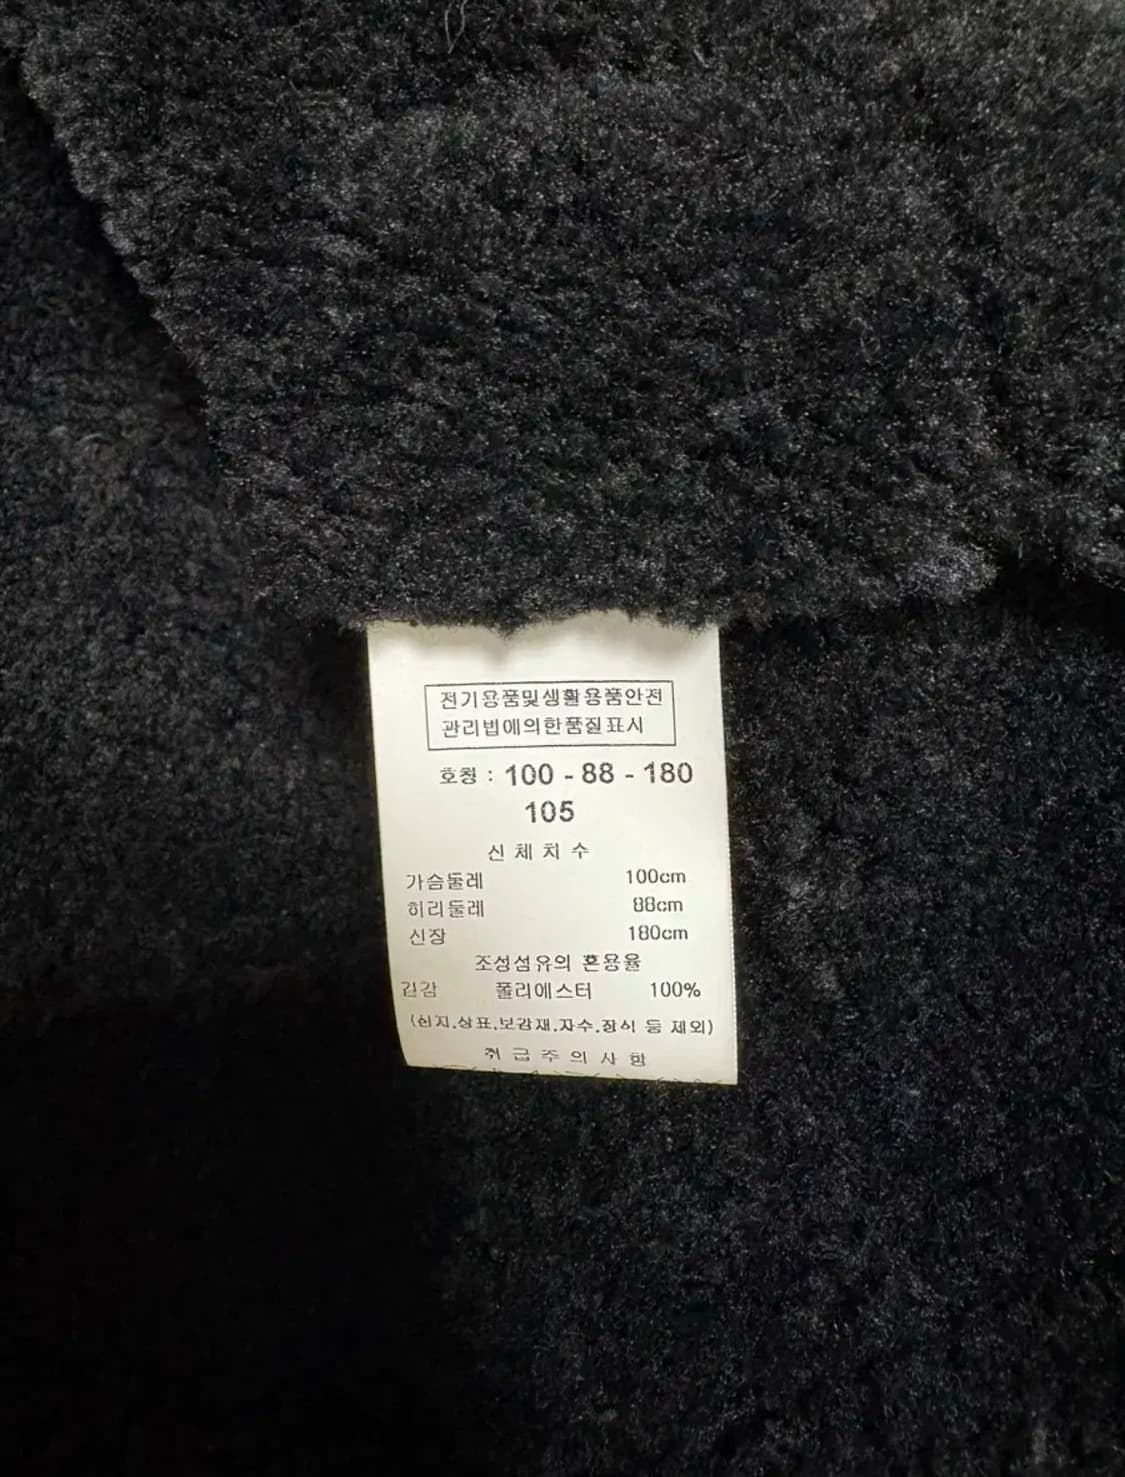 전기용품및생활용품안전
관리법에의한품질표시
호칭 : 100 - 88 - 180
105
신 체 치 수
가슴둘레 100cm
허리둘레 88cm
신장 180cm
조성섬유의 혼용율
겉감 폴리에스터 100%
(심지,상표,보강재,자수,장식 등 제외)
취 급 주 의 사 항